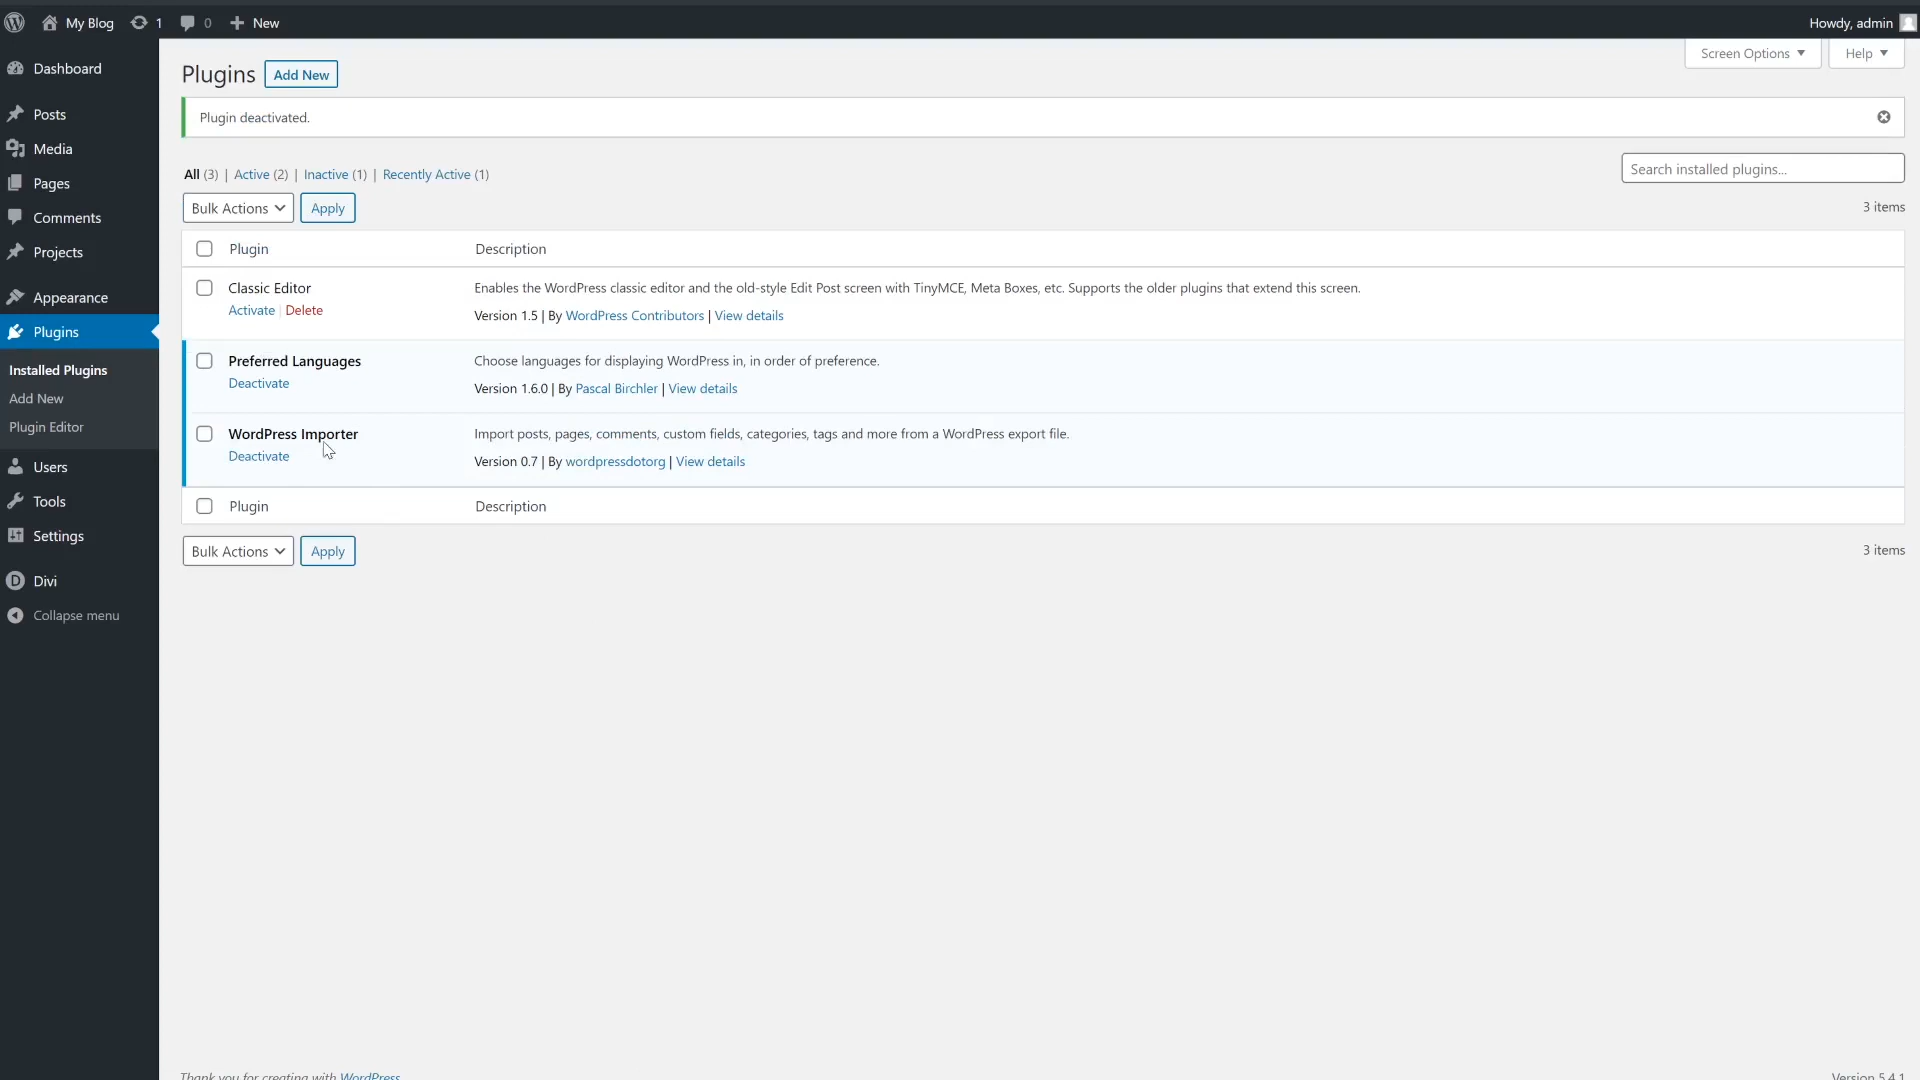 My Blog 1 0 New Howdy, admin
Screen Options Help
Dashboard
Posts
Media
Pages
Comments
Projects
Appearance
Plugins
Installed Plugins
Add New
Plugin Editor
Users
Tools
Settings
Divi
Collapse menu
Plugins Add New
Plugin deactivated.
All (3) | Active (2) | Inactive (1) | Recently Active (1)
Search installed plugins...
Bulk Actions Apply
3 items
Plugin Description
Classic Editor
Activate | Delete
Enables the WordPress classic editor and the old-style Edit Post screen with TinyMCE, Meta Boxes, etc. Supports the older plugins that extend this screen.
Version 1.5 | By WordPress Contributors | View details
Preferred Languages
Deactivate
Choose languages for displaying WordPress in, in order of preference.
Version 1.6.0 | By Pascal Birchler | View details
WordPress Importer
Deactivate
Import posts, pages, comments, custom fields, categories, tags and more from a WordPress export file.
Version 0.7 | By wordpressdotorg | View details
Plugin Description
Bulk Actions Apply
3 items
Thank you for creating with WordPress
Version 5.4.1